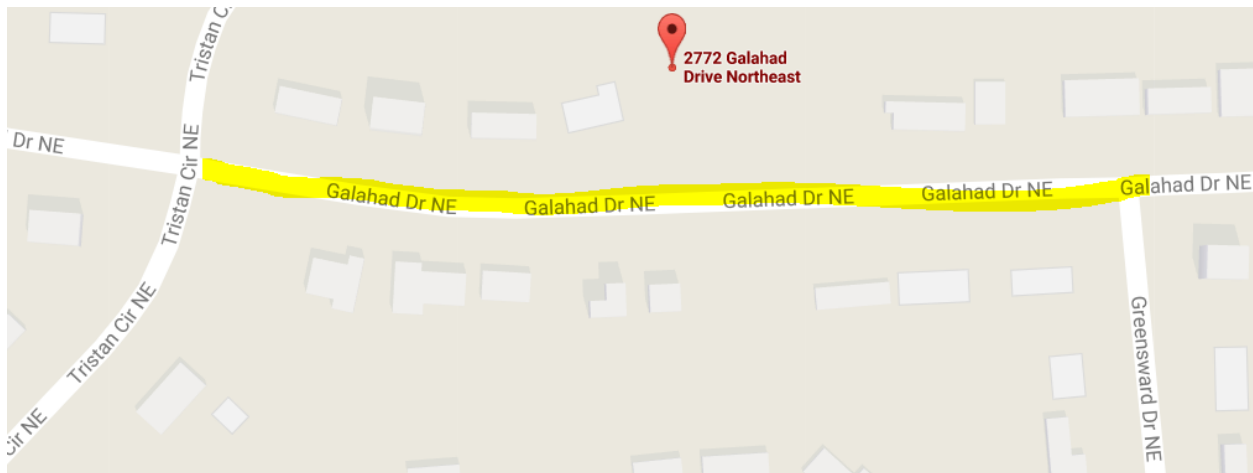 Tristan C
2772 Galahad
Drive Northeast
Dr NE
Tristan Cir NE
Galahad Dr NE
Galahad Dr NE
Galahad Dr NE
Galahad Dr NE
Galahad Dr NE
Tristan Cir NE
Cir NE
Greensward Dr NE